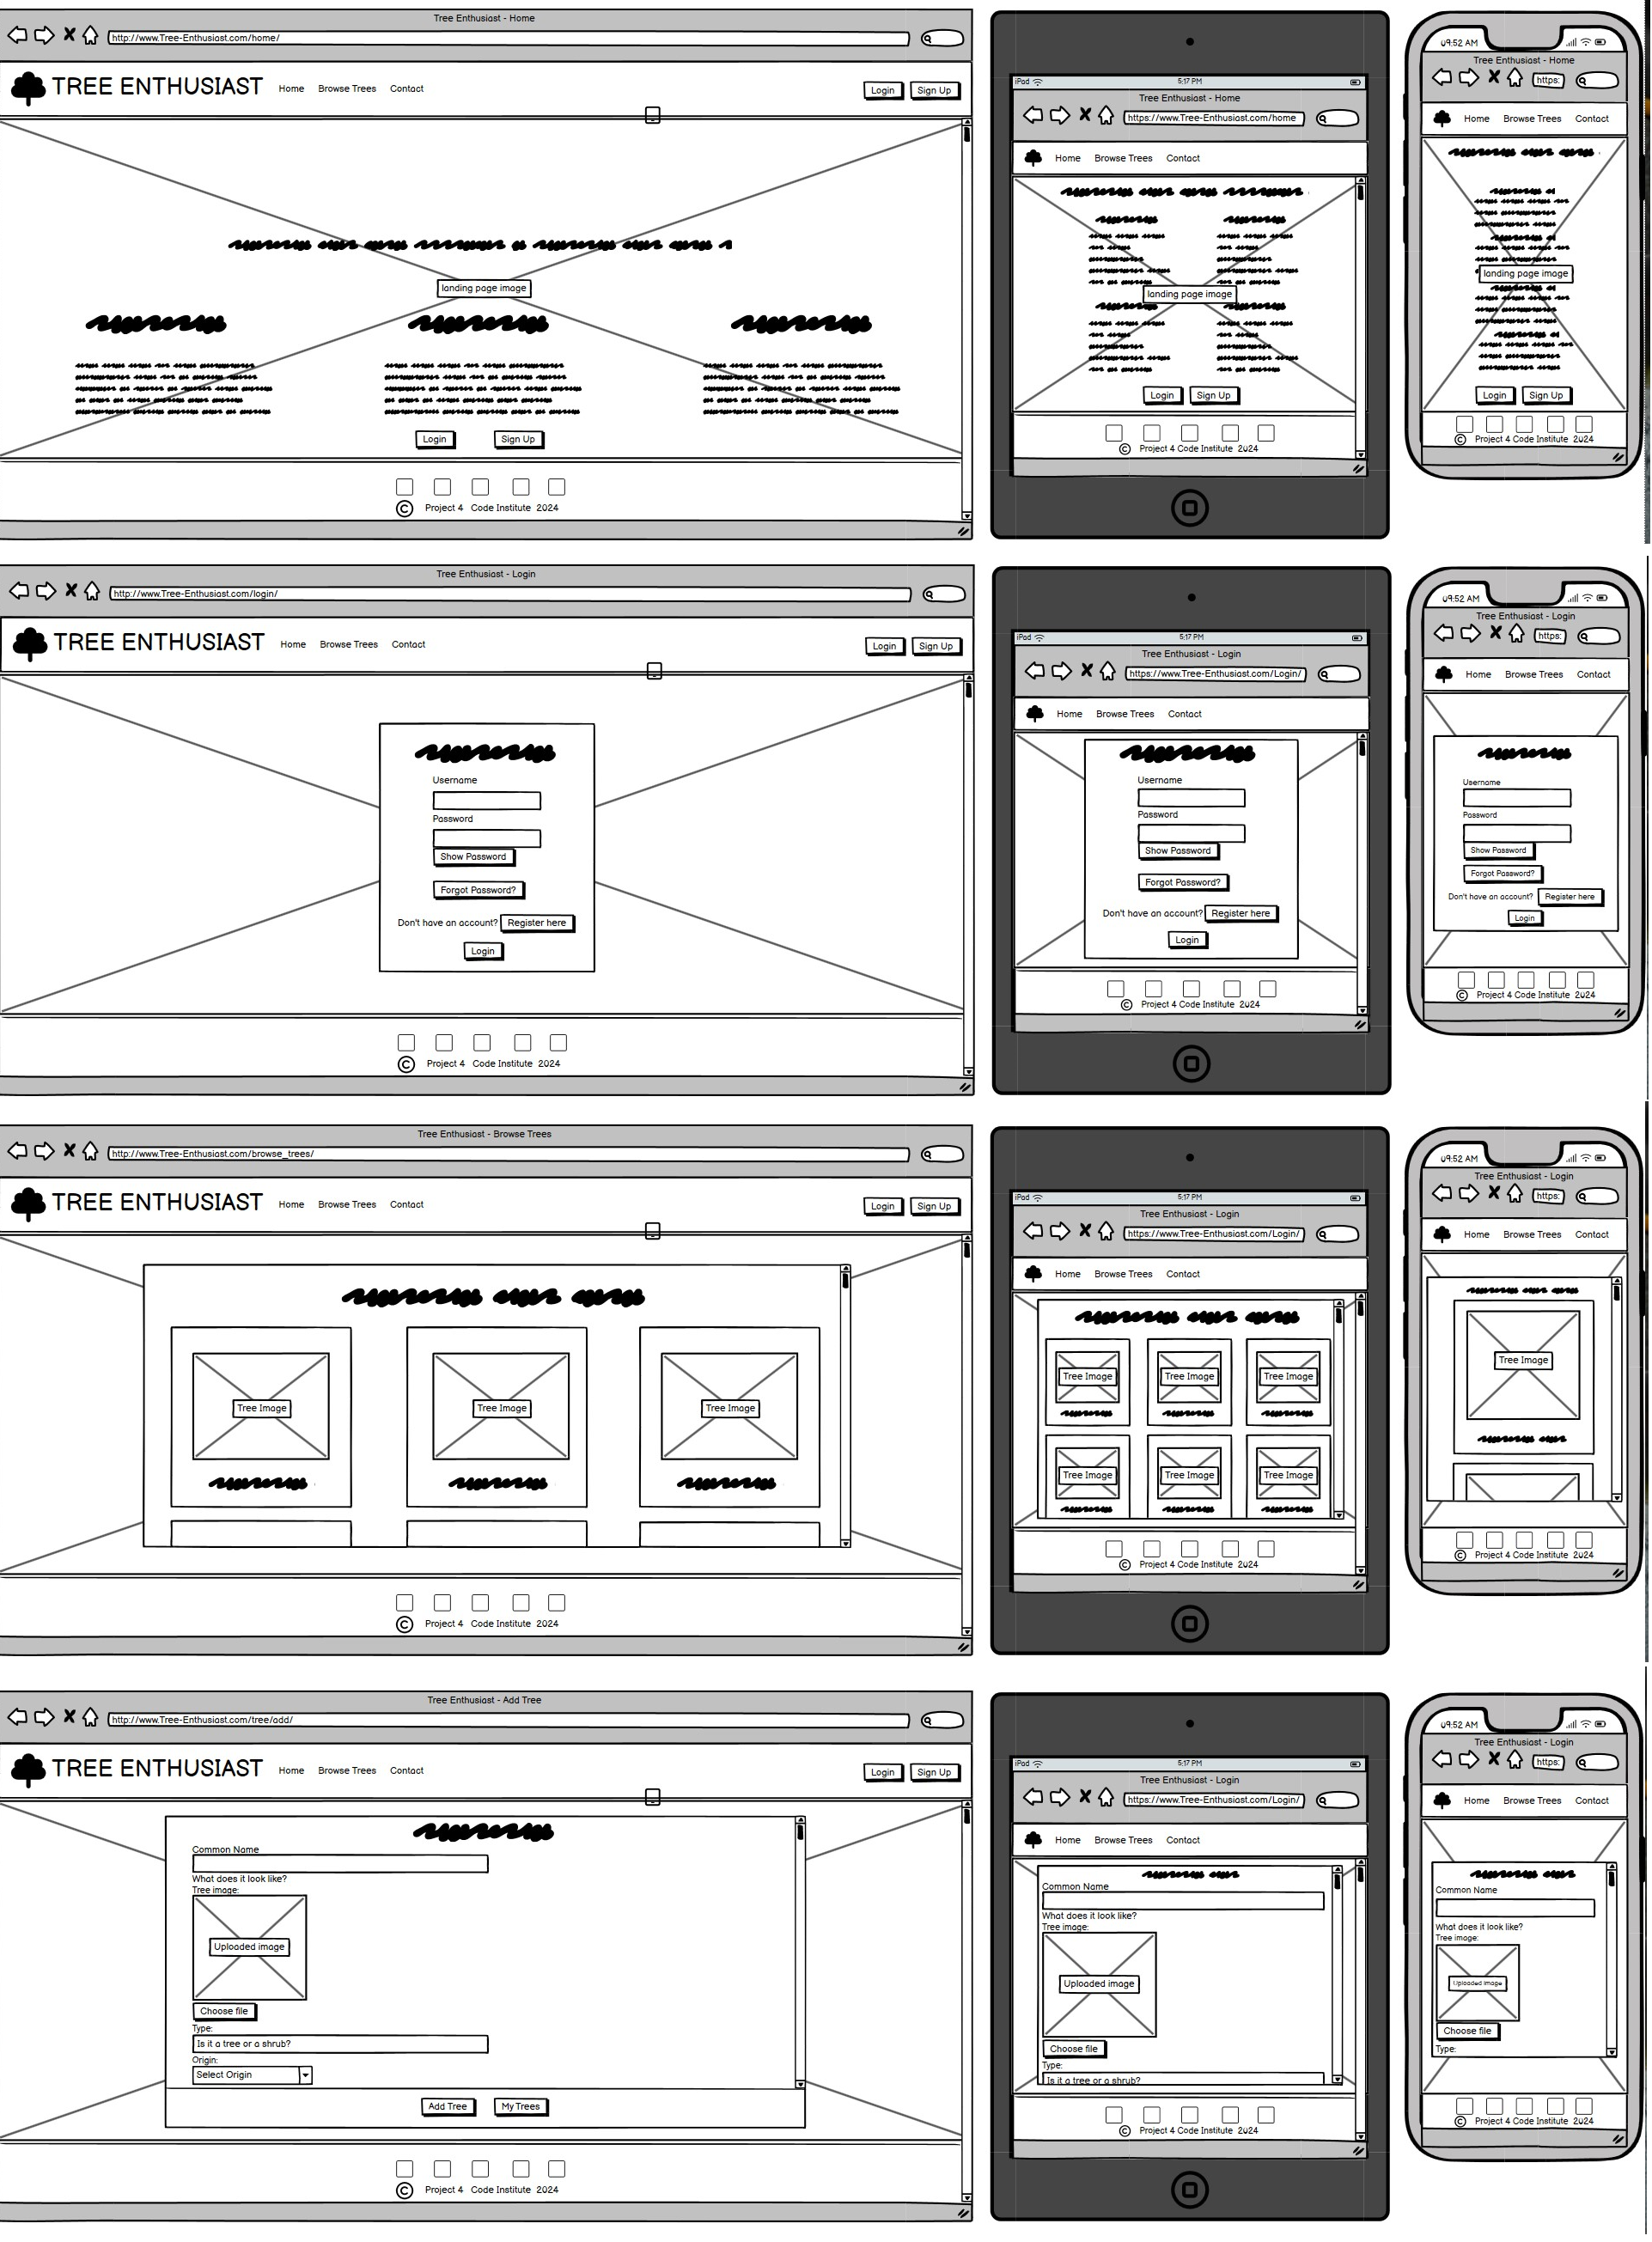 Tree Enthusiast - Home
http://www.Tree-Enthusiast.com/home/
TREE ENTHUSIAST Home Browse Trees Contact Login Sign Up
landing page image
Login Sign Up
© Project 4 Code Institute 2024
iPad 5:17 PM
Tree Enthusiast - Home
https://www.Tree-Enthusiast.com/home
Home Browse Trees Contact
landing page image
Login Sign Up
© Project 4 Code Institute 2024
09:52 AM
Tree Enthusiast - Home
https:
Home Browse Trees Contact
landing page image
Login Sign Up
© Project 4 Code Institute 2024
Tree Enthusiast - Login
http://www.Tree-Enthusiast.com/login/
TREE ENTHUSIAST Home Browse Trees Contact Login Sign Up
Username
Password
Show Password
Forgot Password?
Don't have an account? Register here
Login
© Project 4 Code Institute 2024
iPad 5:17 PM
Tree Enthusiast - Login
https://www.Tree-Enthusiast.com/Login/
Home Browse Trees Contact
Username
Password
Show Password
Forgot Password?
Don't have an account? Register here
Login
© Project 4 Code Institute 2024
09:52 AM
Tree Enthusiast - Login
https:
Home Browse Trees Contact
Username
Password
Show Password
Forgot Password?
Don't have an account? Register here
Login
© Project 4 Code Institute 2024
Tree Enthusiast - Browse Trees
http://www.Tree-Enthusiast.com/browse_trees/
TREE ENTHUSIAST Home Browse Trees Contact Login Sign Up
Tree Image Tree Image Tree Image
© Project 4 Code Institute 2024
iPad 5:17 PM
Tree Enthusiast - Login
https://www.Tree-Enthusiast.com/Login/
Home Browse Trees Contact
Tree Image Tree Image Tree Image
Tree Image Tree Image Tree Image
© Project 4 Code Institute 2024
09:52 AM
Tree Enthusiast - Login
https:
Home Browse Trees Contact
Tree Image
© Project 4 Code Institute 2024
Tree Enthusiast - Add Tree
http://www.Tree-Enthusiast.com/tree/add/
TREE ENTHUSIAST Home Browse Trees Contact Login Sign Up
Common Name
What does it look like?
Tree image:
Uploaded image
Choose file
Type:
Is it a tree or a shrub?
Origin:
Select Origin
Add Tree My Trees
© Project 4 Code Institute 2024
iPad 5:17 PM
Tree Enthusiast - Login
https://www.Tree-Enthusiast.com/Login/
Home Browse Trees Contact
Common Name
What does it look like?
Tree image:
Uploaded image
Choose file
Type:
Is it a tree or a shrub?
© Project 4 Code Institute 2024
09:52 AM
Tree Enthusiast - Login
https:
Home Browse Trees Contact
Common Name
What does it look like?
Tree image:
Uploaded image
Choose file
Type:
© Project 4 Code Institute 2024